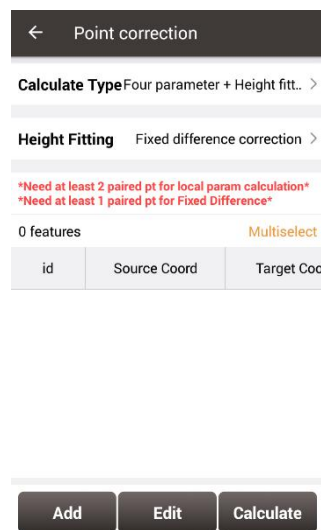 ← Point correction
Calculate Type Four parameter + Height fitt.. >
Height Fitting Fixed difference correction >
*Need at least 2 paired pt for local param calculation*
*Need at least 1 paired pt for Fixed Difference*
0 features Multiselect
id Source Coord Target Coo
Add Edit Calculate